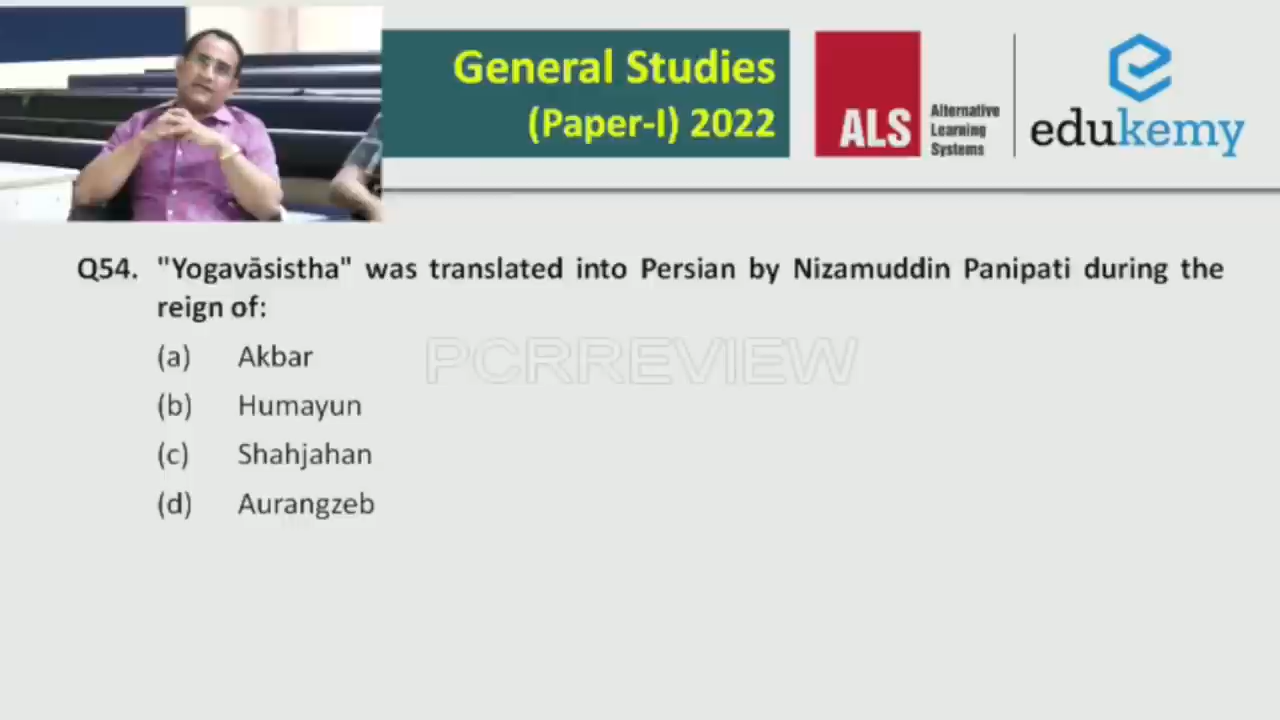 General Studies
(Paper-I) 2022
ALS
Alternative
Learning
Systems
edukemy
Q54. "Yogavāsistha" was translated into Persian by Nizamuddin Panipati during the
reign of:
(a) Akbar
(b) Humayun
(c) Shahjahan
(d) Aurangzeb
PCRREVIEW